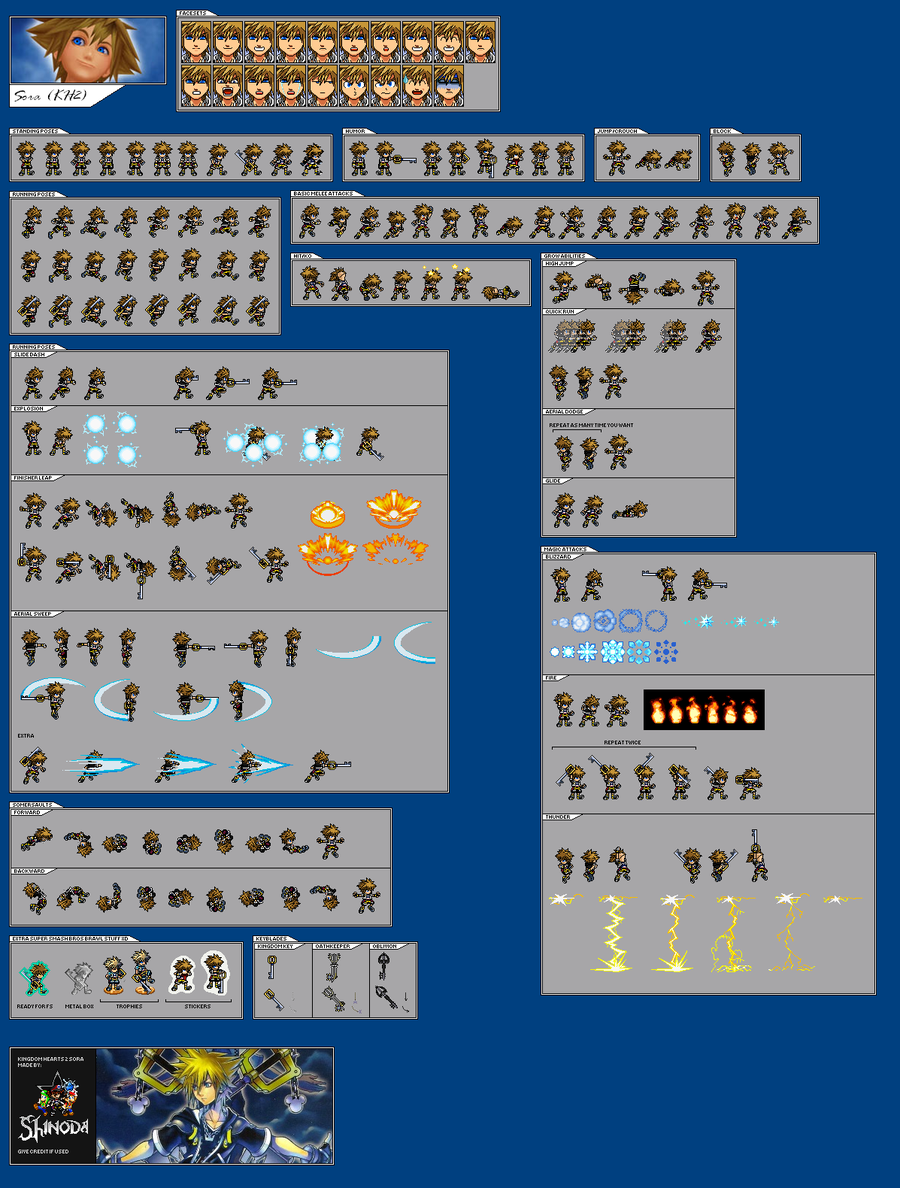 FACESETS
Sora (KH2)
STANDING POSES
HUMOR
JUMP/CROUCH
BLOCK
RUNNING POSES
BASIC MELEE ATTACKS
HIT/KO
GROW ABILITIES
HIGH JUMP
QUICK RUN
AERIAL DODGE
REPEAT AS MANY TIME YOU WANT
GLIDE
RUNNING POSES
SLIDE DASH
EXPLOSION
FINISHER LEAP
AERIAL SWEEP
EXTRA
MAGIC ATTACKS
BLIZZARD
FIRE
REPEAT TWICE
THUNDER
SOMERSAULTS
FORWARD
BACKWARD
EXTRA SUPER SMASH BROS BRAWL STUFF :D
READY FOR FS
METAL BOX
TROPHIES
STICKERS
KEYBLADES
KINGDOM KEY
OATHKEEPER
OBLIVION
KINGDOM HEARTS 2 SORA
MADE BY:
SHINODA
GIVE CREDIT IF USED